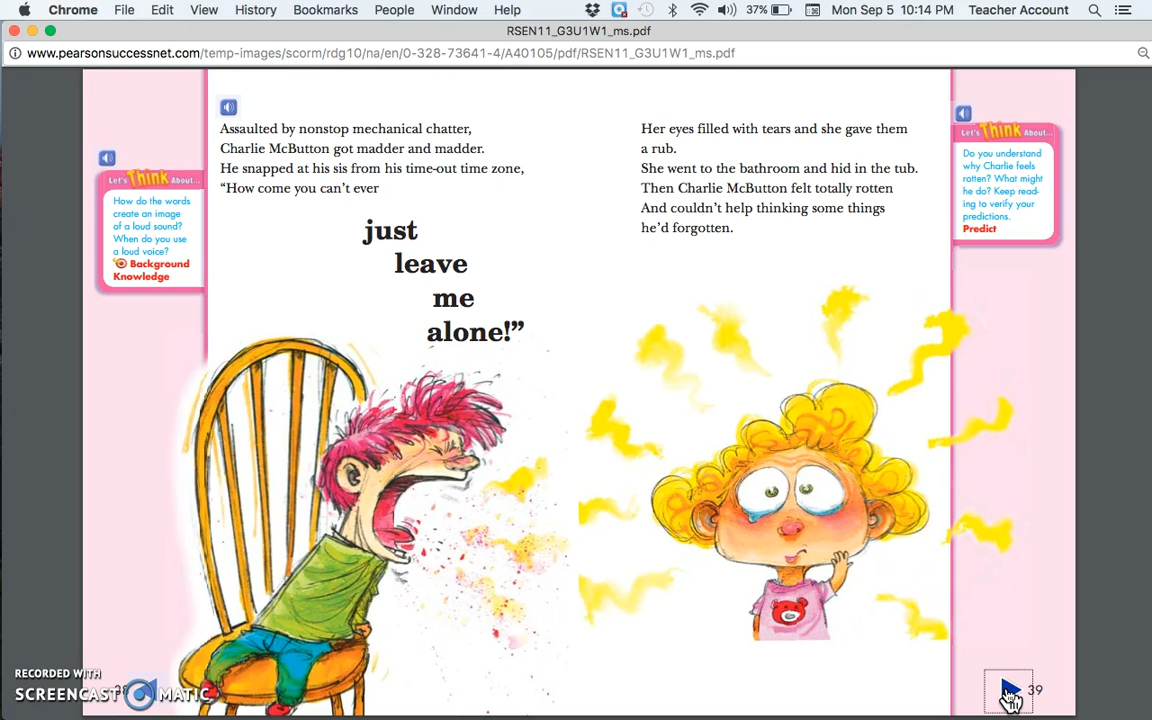 Chrome File Edit View History Bookmarks People Window Help 37% Mon Sep 5 10:14 PM Teacher Account
RSEN11_G3U1W1_ms.pdf
www.pearsonsuccessnet.com/temp-images/scorm/rdg10/na/en/0-328-73641-4/A40105/pdf/RSEN11_G3U1W1_ms.pdf
Let's Think About...
How do the words
create an image
of a loud sound?
When do you use
a loud voice?
Background
Knowledge
Assaulted by nonstop mechanical chatter,
Charlie McButton got madder and madder.
He snapped at his sis from his time-out time zone,
“How come you can’t ever
just
leave
me
alone!”
Her eyes filled with tears and she gave them
a rub.
She went to the bathroom and hid in the tub.
Then Charlie McButton felt totally rotten
And couldn’t help thinking some things
he’d forgotten.
Let's Think About...
Do you understand
why Charlie feels
rotten? What might
he do? Keep read-
ing to verify your
predictions.
Predict
RECORDED WITH
SCREENCAST MATIC
39